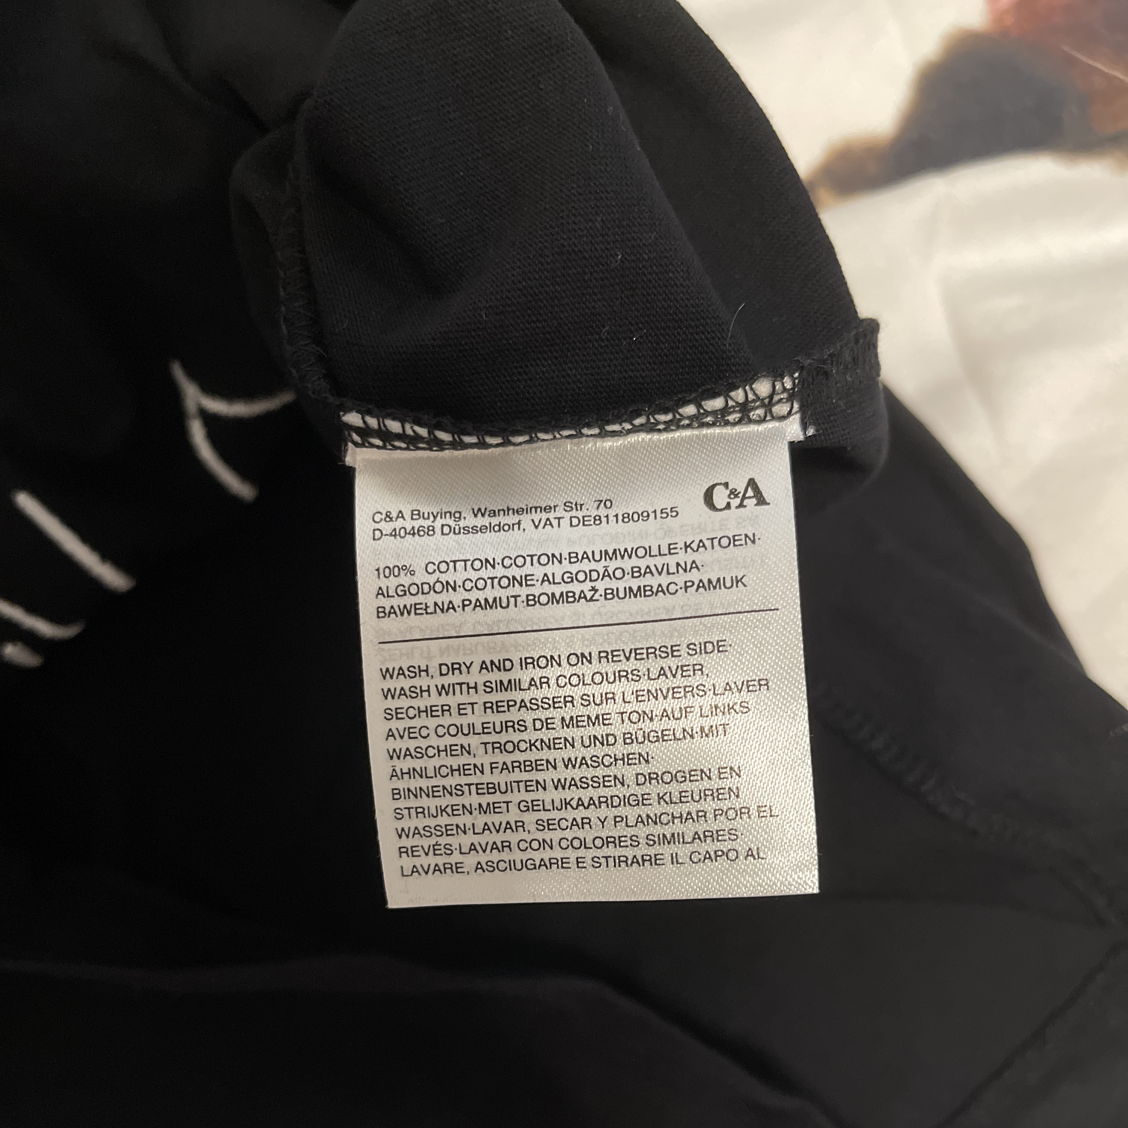 C&A
C&A Buying, Wanheimer Str. 70
D-40468 Düsseldorf, VAT DE811809155
100% COTTON·COTON·BAUMWOLLE·KATOEN·
ALGODÓN·COTONE·ALGODÃO·BAVLNA·
BAWEŁNA·PAMUT·BOMBAŽ·BUMBAC·PAMUK
WASH, DRY AND IRON ON REVERSE SIDE·
WASH WITH SIMILAR COLOURS·LAVER,
SECHER ET REPASSER SUR L'ENVERS·LAVER
AVEC COULEURS DE MEME TON·AUF LINKS
WASCHEN, TROCKNEN UND BÜGELN·MIT
ÄHNLICHEN FARBEN WASCHEN·
BINNENSTEBUITEN WASSEN, DROGEN EN
STRIJKEN·MET GELIJKAARDIGE KLEUREN
WASSEN·LAVAR, SECAR Y PLANCHAR POR EL
REVÉS·LAVAR CON COLORES SIMILARES·
LAVARE, ASCIUGARE E STIRARE IL CAPO AL